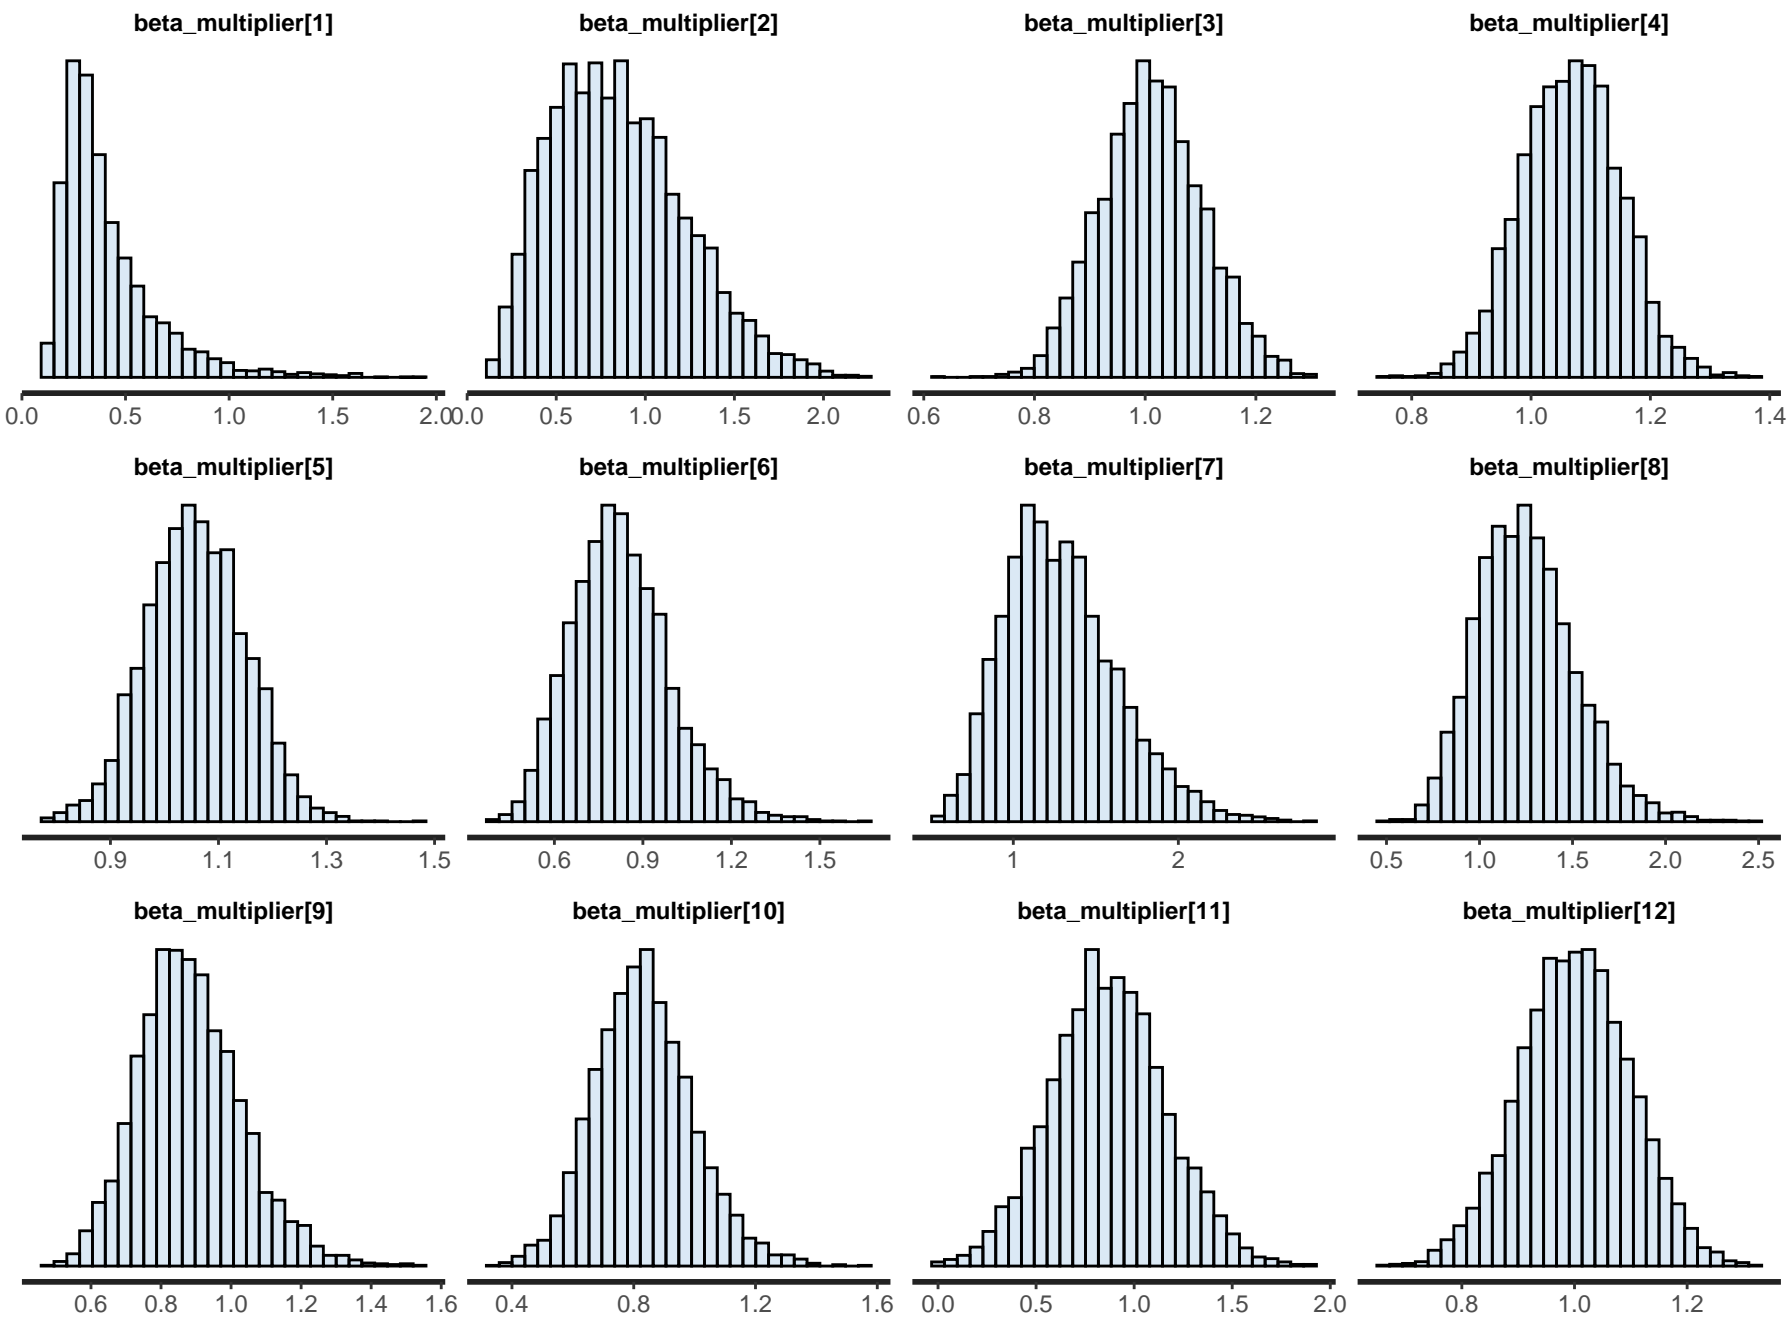 beta_multiplier[1] beta_multiplier[2] beta_multiplier[3] beta_multiplier[4]
0.0 0.5 1.0 1.5 2.0 0.0 0.5 1.0 1.5 2.0 0.6 0.8 1.0 1.2 0.8 1.0 1.2 1.4
beta_multiplier[5] beta_multiplier[6] beta_multiplier[7] beta_multiplier[8]
0.9 1.1 1.3 1.5 0.6 0.9 1.2 1.5 1 2 0.5 1.0 1.5 2.0 2.5
beta_multiplier[9] beta_multiplier[10] beta_multiplier[11] beta_multiplier[12]
0.6 0.8 1.0 1.2 1.4 1.6 0.4 0.8 1.2 1.6 0.0 0.5 1.0 1.5 2.0 0.8 1.0 1.2